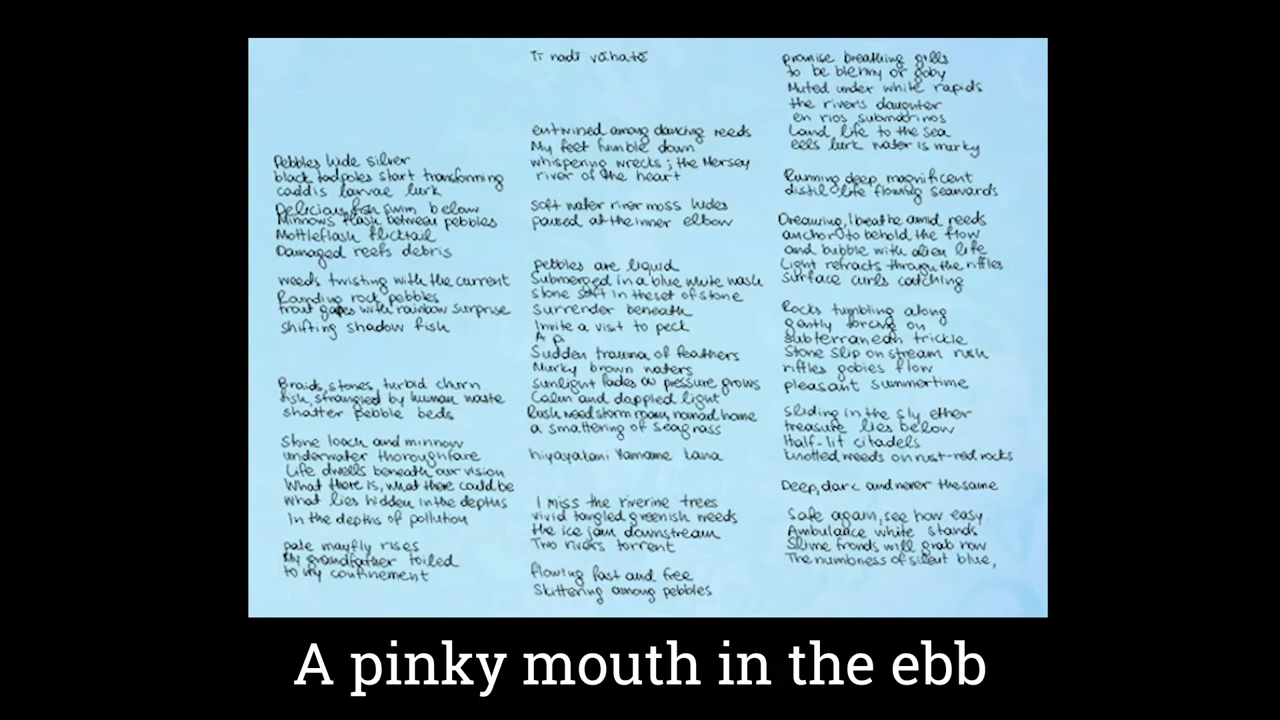 Pebbles hide silver
black tadpoles start transforming
caddis larvae lurk
Delicious fish swim below
Minnows flash between pebbles
Mottleflash flicktail
Damaged reefs debris
weeds twisting with the current
Rounding rock pebbles
trout gapes with rainbow surprise
shifting shadow fish
Braids, stones, turbid churn
fish, strangled by human waste
shatter pebble beds
Stone loach and minnow
underwater thoroughfare
Life dwells beneath our vision
What there is, what there could be
what lies hidden in the depths
In the depths of pollution
pale mayfly rises
My grandfather toiled
to my confinement
Tī nadī vāhatē
entwined among dancing reeds
My feet fumble down
whispering wrecks; the Mersey
river of the heart
soft water river moss hides
paused at the inner elbow
pebbles are liquid
Submerged in a blue white wash
stone soft in the set of stone
Surrender beneath
Invite a visit to peck
A p
Sudden trauma of feathers
Murky brown waters
sunlight fades as pressure grows
Calm and dappled light
Rush weed storm roam, nomad home
a smattering of seagrass
hiyayalani Yamame Lana
I miss the riverine trees
vivid tangled greenish weeds
the ice jam downstream
Two rivers torrent
flowing fast and free
Skittering among pebbles
promise breathing gills
to be blenny or goby
Muted under white rapids
the river's daughter
en rios submarinos
Land life to the sea
eels lurk water is murky
Running deep magnificent
distil life flowing seawards
Dreaming, I breathe amid reeds
anchor to behold the flow
and bubble with alien life
Light refracts through the riffles
surface curls catching
Rocks tumbling along
gently forcing on
subterranean trickle
Stone slip on stream rush
riffles gobies flow
pleasant summertime
sliding in the sly ether
treasure lies below
Half-lit citadels
knotted weeds on rust-red rocks
Deep, dark and never the same
Safe again, see how easy
Ambulance white stands
Slime fronds will grab now
The numbness of silent blue,
A pinky mouth in the ebb